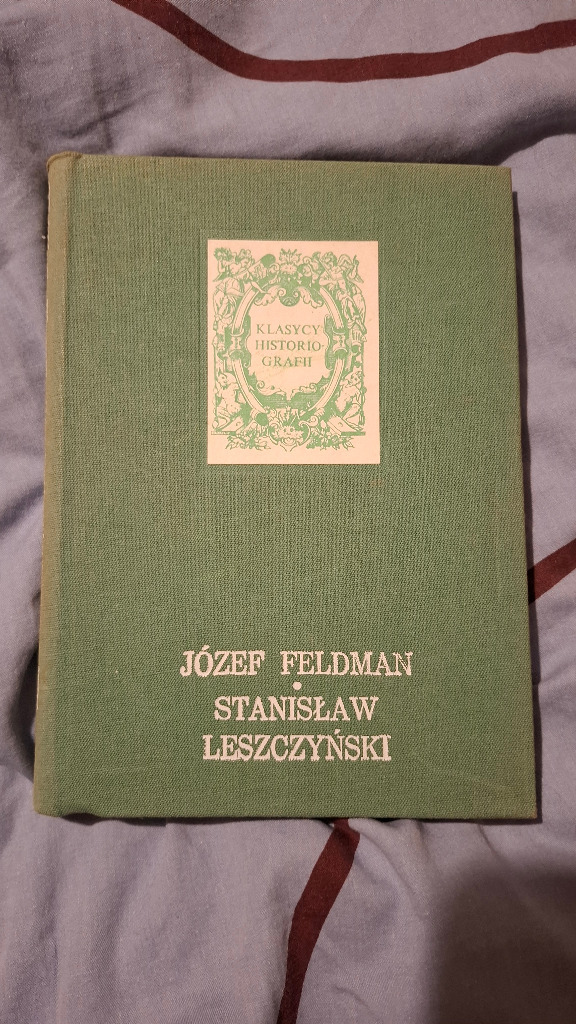 KLASYCY
HISTORIO-
GRAFII
JÓZEF FELDMAN
•
STANISŁAW
LESZCZYŃSKI